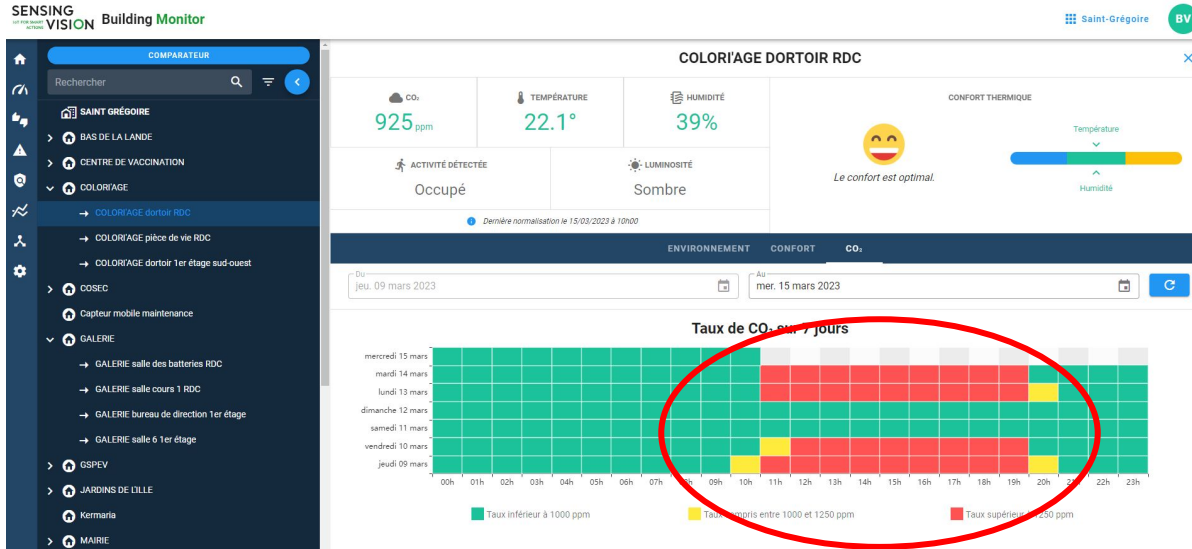 SENSING
IoT FOR SMART VISION Building Monitor
ACTIONS
Saint-Grégoire
BV
COMPARATEUR
Rechercher
SAINT GRÉGOIRE
BAS DE LA LANDE
CENTRE DE VACCINATION
COLORI'AGE
COLORI'AGE dortoir RDC
COLORI'AGE pièce de vie RDC
COLORI'AGE dortoir 1er étage sud-ouest
COSEC
Capteur mobile maintenance
GALERIE
GALERIE salle des batteries RDC
GALERIE salle cours 1 RDC
GALERIE bureau de direction 1er étage
GALERIE salle 6 1er étage
GSPEV
JARDINS DE L'ILLE
Kermaria
MAIRIE
COLORI'AGE DORTOIR RDC
CO₂
925 ppm
TEMPÉRATURE
22.1°
HUMIDITÉ
39%
ACTIVITÉ DÉTECTÉE
Occupé
LUMINOSITÉ
Sombre
Dernière normalisation le 15/03/2023 à 10h00
CONFORT THERMIQUE
Le confort est optimal.
Température
Humidité
ENVIRONNEMENT CONFORT CO₂
Du
jeu. 09 mars 2023
Au
mer. 15 mars 2023
Taux de CO₂ sur 7 jours
mercredi 15 mars
mardi 14 mars
lundi 13 mars
dimanche 12 mars
samedi 11 mars
vendredi 10 mars
jeudi 09 mars
00h 01h 02h 03h 04h 05h 06h 07h 08h 09h 10h 11h 12h 13h 14h 15h 16h 17h 18h 19h 20h 21h 22h 23h
Taux inférieur à 1000 ppm
Taux compris entre 1000 et 1250 ppm
Taux supérieur à 1250 ppm